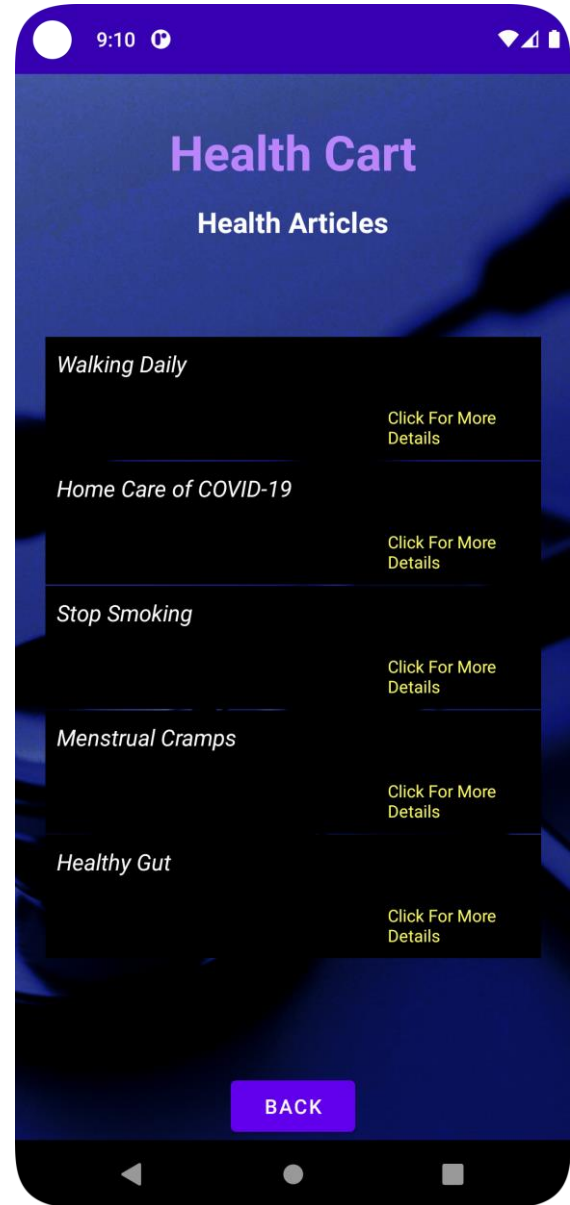 9:10
Health Cart
Health Articles
Walking Daily
Click For More
Details
Home Care of COVID-19
Click For More
Details
Stop Smoking
Click For More
Details
Menstrual Cramps
Click For More
Details
Healthy Gut
Click For More
Details
BACK